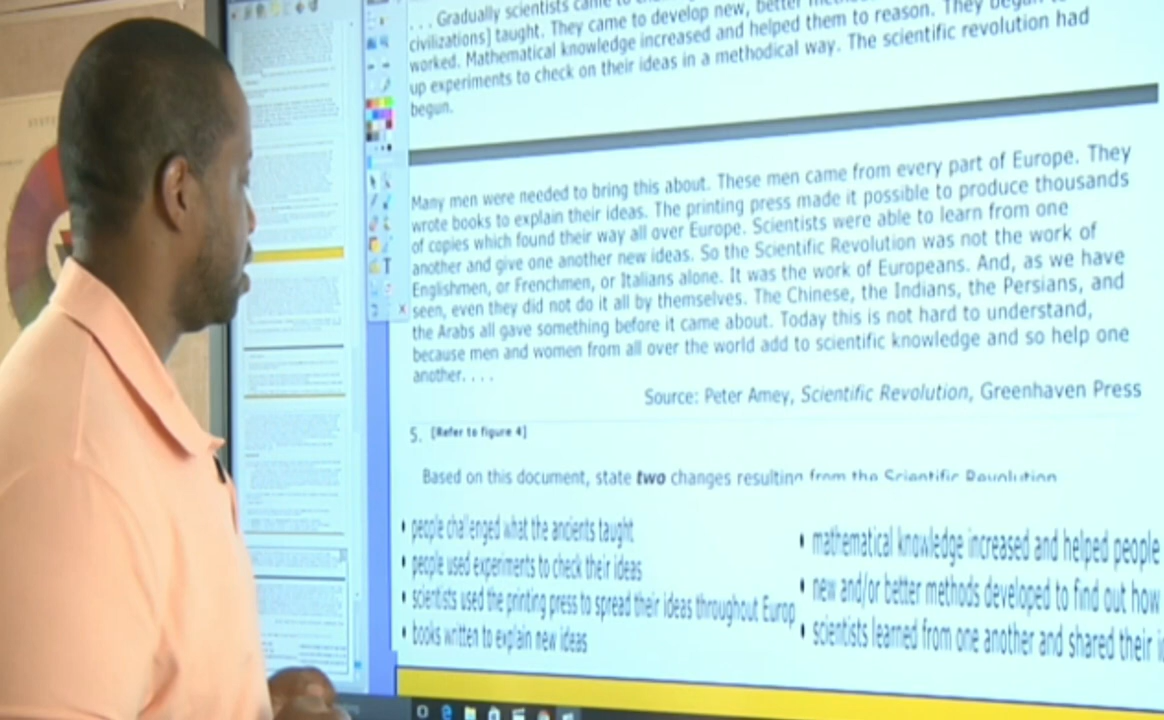 . . . Gradually scientists came to
civilizations] taught. They came to develop new, better
worked. Mathematical knowledge increased and helped them to reason. They began
up experiments to check on their ideas in a methodical way. The scientific revolution had
begun.
Many men were needed to bring this about. These men came from every part of Europe. They
wrote books to explain their ideas. The printing press made it possible to produce thousands
of copies which found their way all over Europe. Scientists were able to learn from one
another and give one another new ideas. So the Scientific Revolution was not the work of
Englishmen, or Frenchmen, or Italians alone. It was the work of Europeans. And, as we have
seen, even they did not do it all by themselves. The Chinese, the Indians, the Persians, and
the Arabs all gave something before it came about. Today this is not hard to understand,
because men and women from all over the world add to scientific knowledge and so help one
another. . . .
Source: Peter Amey, Scientific Revolution, Greenhaven Press
5. [Refer to figure 4]
Based on this document, state two changes resulting from the Scientific Revolution
• people challenged what the ancients taught
• people used experiments to check their ideas
• scientists used the printing press to spread their ideas throughout Europ
• books written to explain new ideas
• mathematical knowledge increased and helped people
• new and/or better methods developed to find out how
• scientists learned from one another and shared their